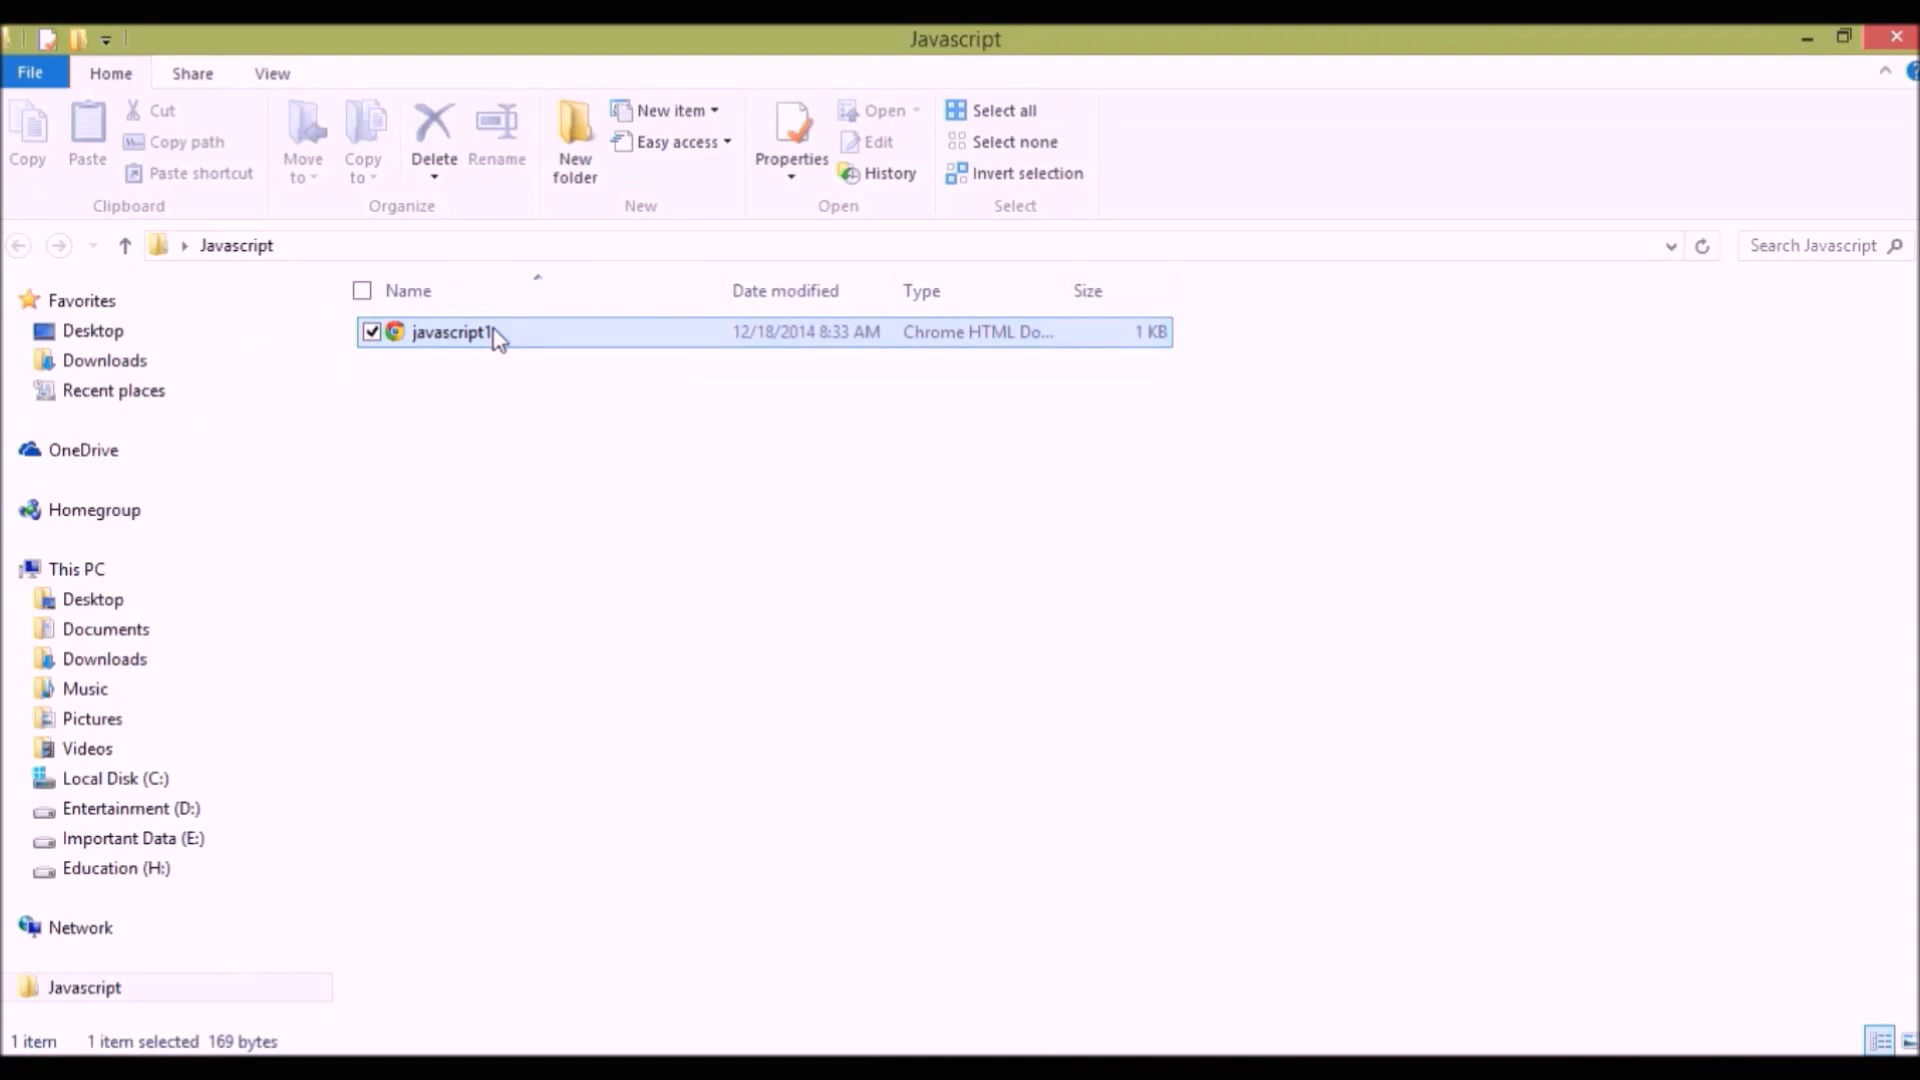 Javascript
File Home Share View
Copy
Paste
Cut
Copy path
Paste shortcut
Clipboard
Move to
Copy to
Delete
Rename
Organize
New folder
New item
Easy access
New
Properties
Open
Edit
History
Open
Select all
Select none
Invert selection
Select
Javascript
Search Javascript
Name Date modified Type Size
javascript1 12/18/2014 8:33 AM Chrome HTML Do... 1 KB
Favorites
Desktop
Downloads
Recent places
OneDrive
Homegroup
This PC
Desktop
Documents
Downloads
Music
Pictures
Videos
Local Disk (C:)
Entertainment (D:)
Important Data (E:)
Education (H:)
Network
Javascript
1 item 1 item selected 169 bytes